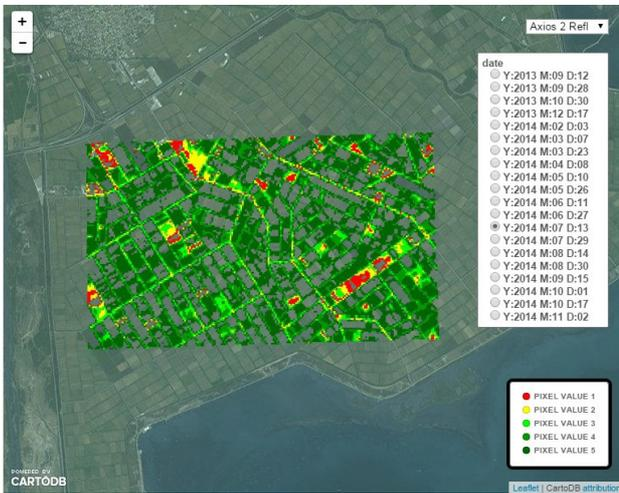 +
−
Axios 2 Refl
date
Y:2013 M:09 D:12
Y:2013 M:09 D:28
Y:2013 M:10 D:30
Y:2013 M:12 D:17
Y:2014 M:02 D:03
Y:2014 M:03 D:07
Y:2014 M:03 D:23
Y:2014 M:04 D:08
Y:2014 M:05 D:10
Y:2014 M:05 D:26
Y:2014 M:06 D:11
Y:2014 M:06 D:27
Y:2014 M:07 D:13
Y:2014 M:07 D:29
Y:2014 M:08 D:14
Y:2014 M:08 D:30
Y:2014 M:09 D:15
Y:2014 M:10 D:01
Y:2014 M:10 D:17
Y:2014 M:11 D:02
PIXEL VALUE 1
PIXEL VALUE 2
PIXEL VALUE 3
PIXEL VALUE 4
PIXEL VALUE 5
POWERED BY
CARTODB
Leaflet | CartoDB attribution